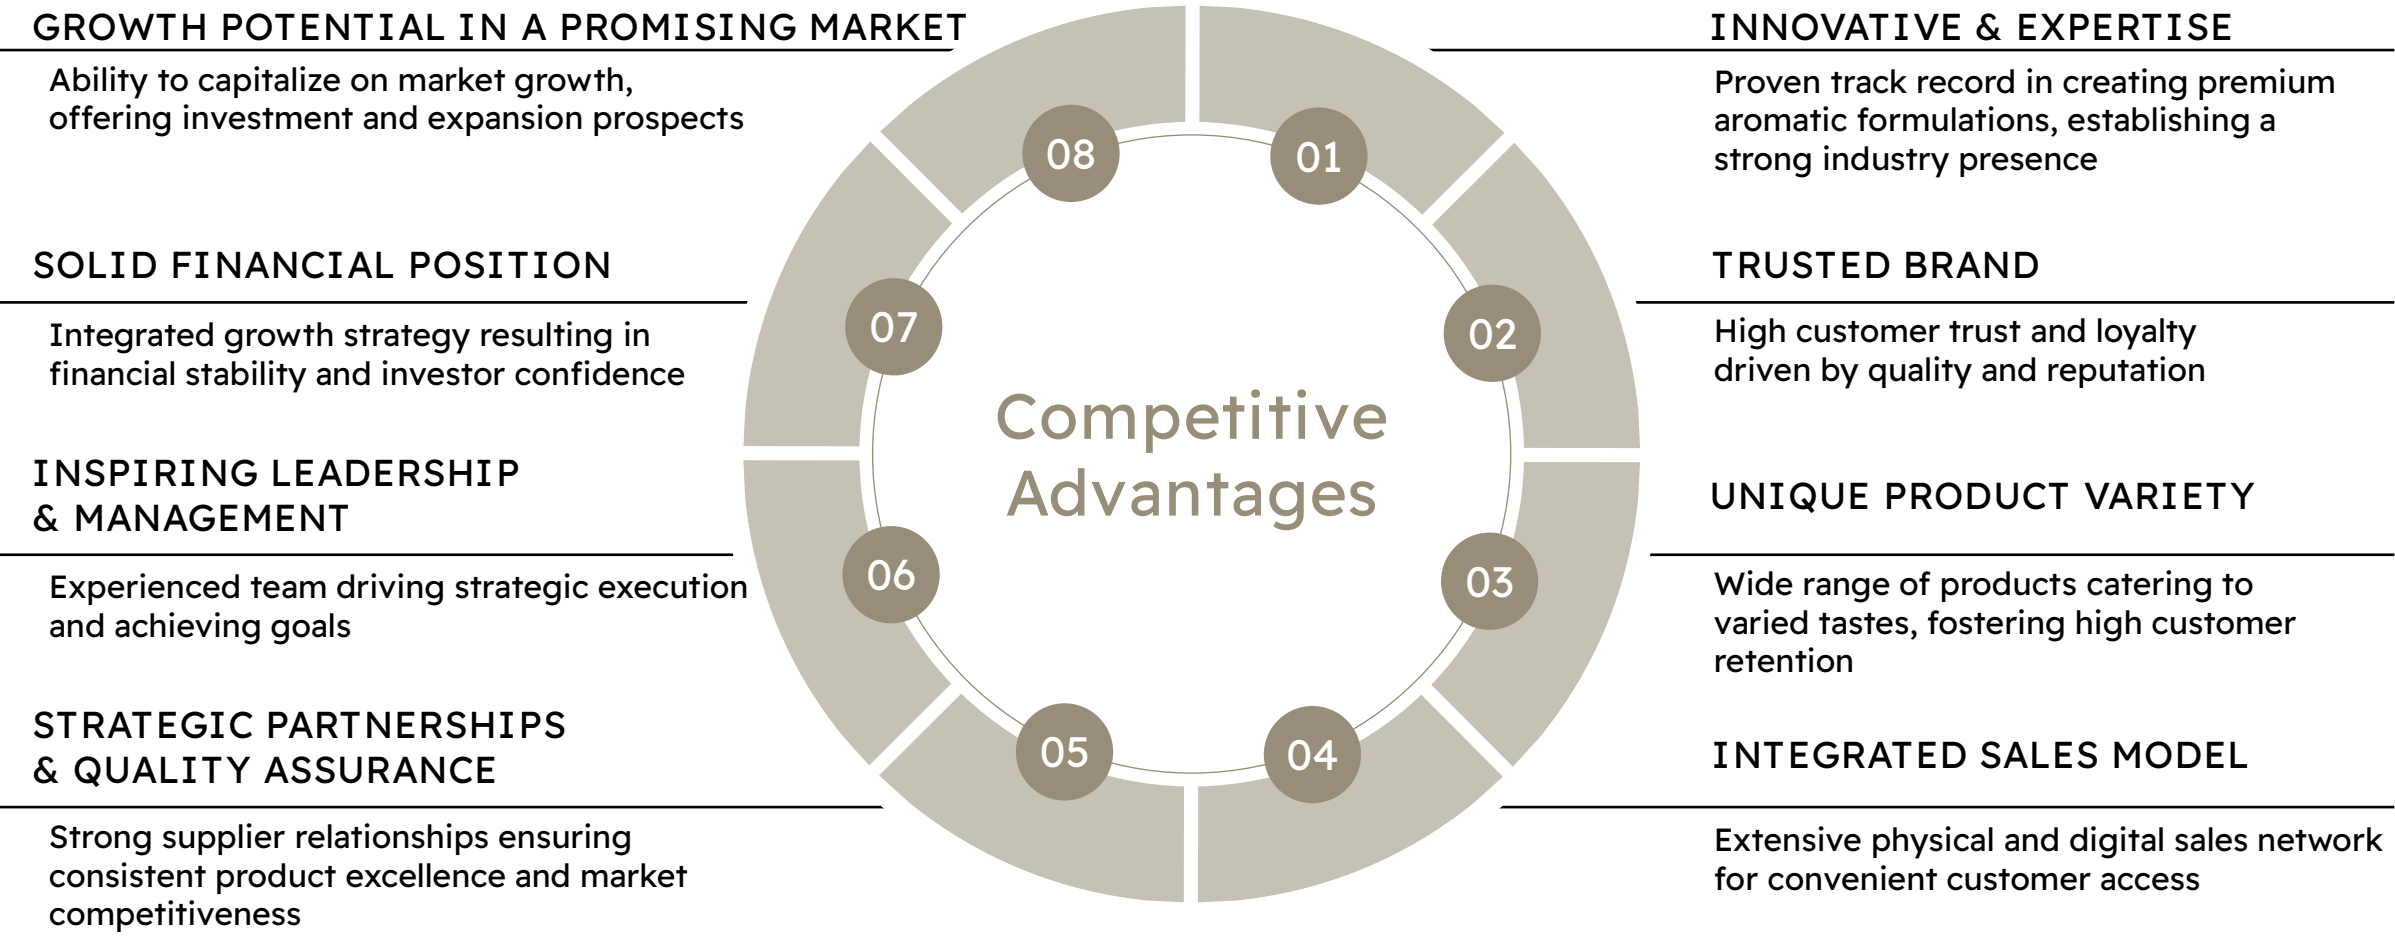 GROWTH POTENTIAL IN A PROMISING MARKET
Ability to capitalize on market growth,
offering investment and expansion prospects
SOLID FINANCIAL POSITION
Integrated growth strategy resulting in
financial stability and investor confidence
INSPIRING LEADERSHIP
& MANAGEMENT
Experienced team driving strategic execution
and achieving goals
STRATEGIC PARTNERSHIPS
& QUALITY ASSURANCE
Strong supplier relationships ensuring
consistent product excellence and market
competitiveness
08
01
07
02
Competitive
Advantages
06
03
05
04
INNOVATIVE & EXPERTISE
Proven track record in creating premium
aromatic formulations, establishing a
strong industry presence
TRUSTED BRAND
High customer trust and loyalty
driven by quality and reputation
UNIQUE PRODUCT VARIETY
Wide range of products catering to
varied tastes, fostering high customer
retention
INTEGRATED SALES MODEL
Extensive physical and digital sales network
for convenient customer access